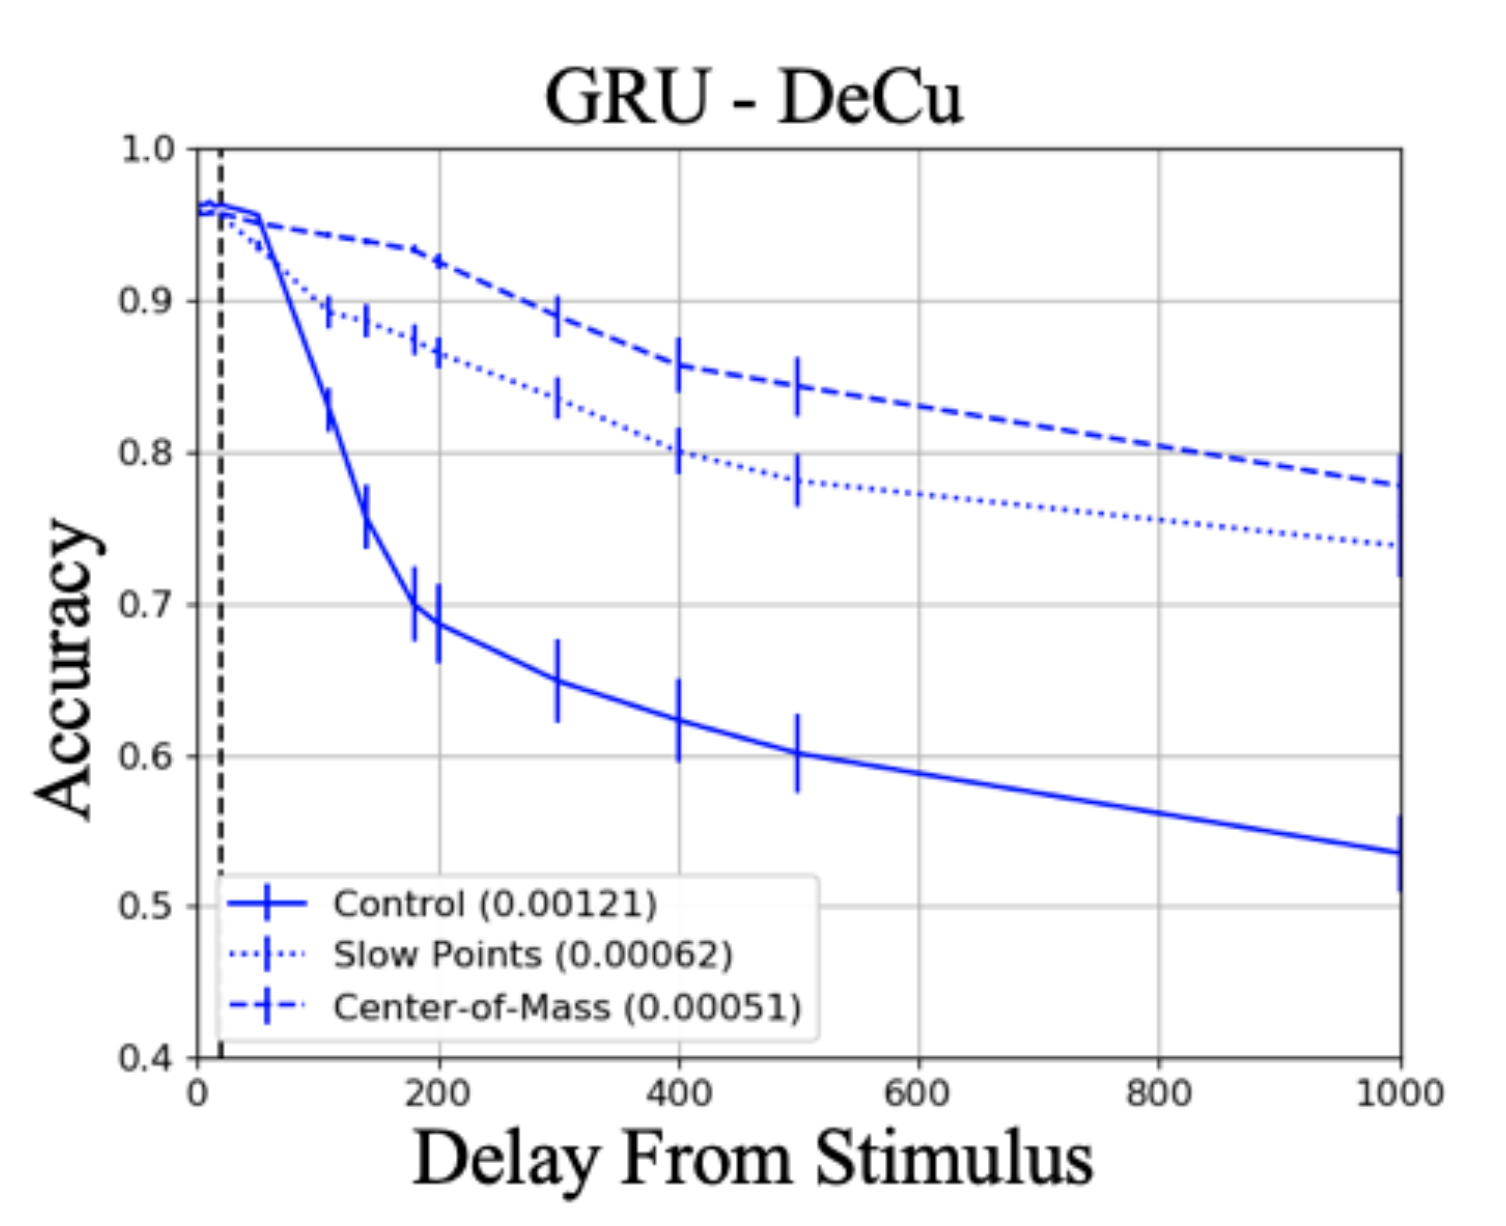 GRU - DeCu
1.0
0.9
0.8
0.7
0.6
0.5
0.4
Accuracy
Control (0.00121)
Slow Points (0.00062)
Center-of-Mass (0.00051)
0 200 400 600 800 1000
Delay From Stimulus